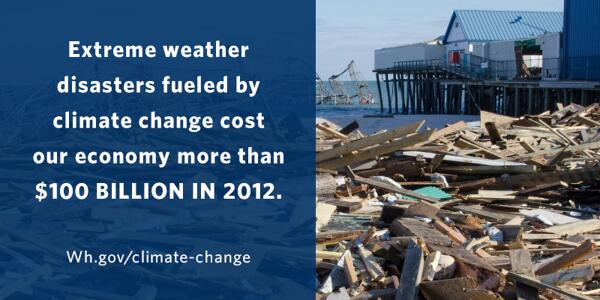 Extreme weather
disasters fueled by
climate change cost
our economy more than
$100 BILLION IN 2012.
Wh.gov/climate-change